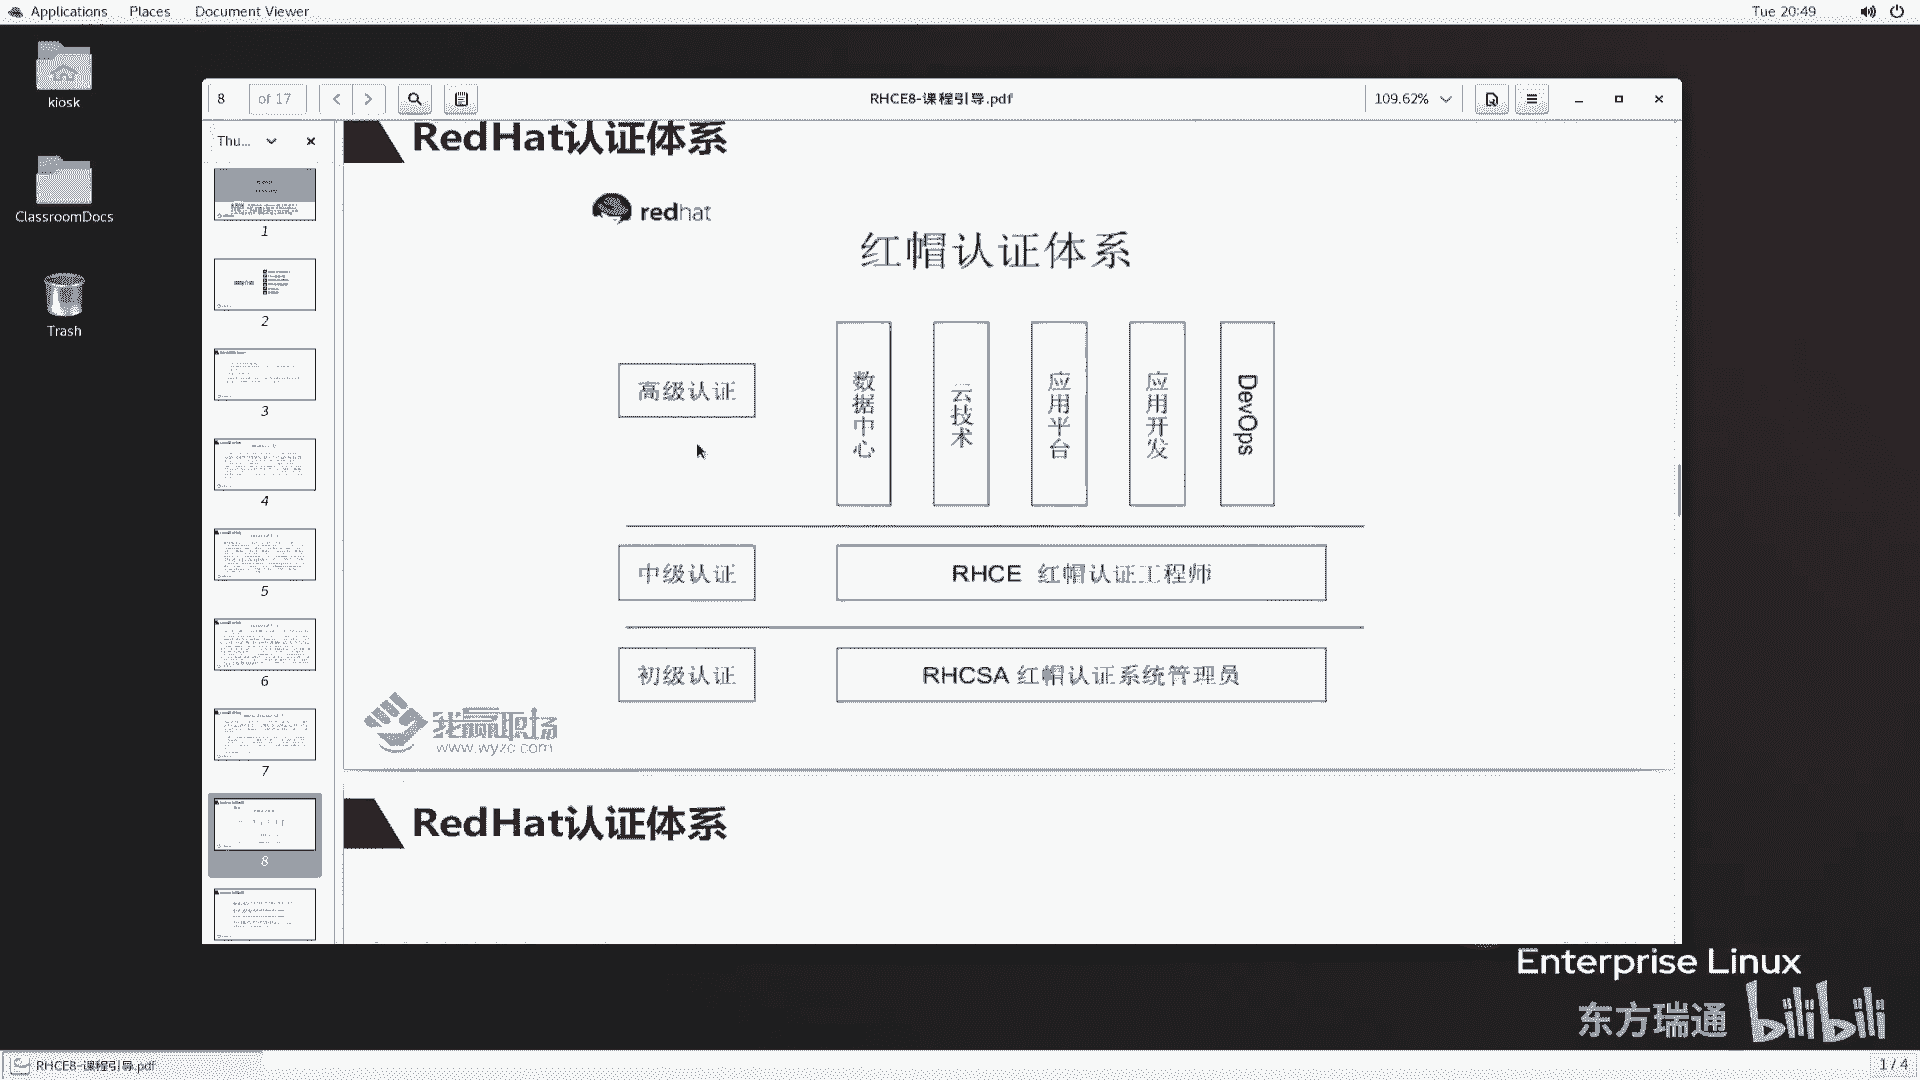 Applications Places Document Viewer Tue 20:49
kiosk
ClassroomDocs
Trash
8 of 17 RHCE8-课程引导.pdf 109.62%
Thu...
1
2
3
4
5
6
7
8
RedHat认证体系
redhat
红帽认证体系
高级认证
数据中心
云技术
应用平台
应用开发
DevOps
中级认证
RHCE 红帽认证工程师
初级认证
RHCSA 红帽认证系统管理员
我赢职场
www.wyzc.com
RedHat认证体系
Enterprise Linux
东方瑞通 bilibili
RHCE8-课程引导.pdf 1 / 4